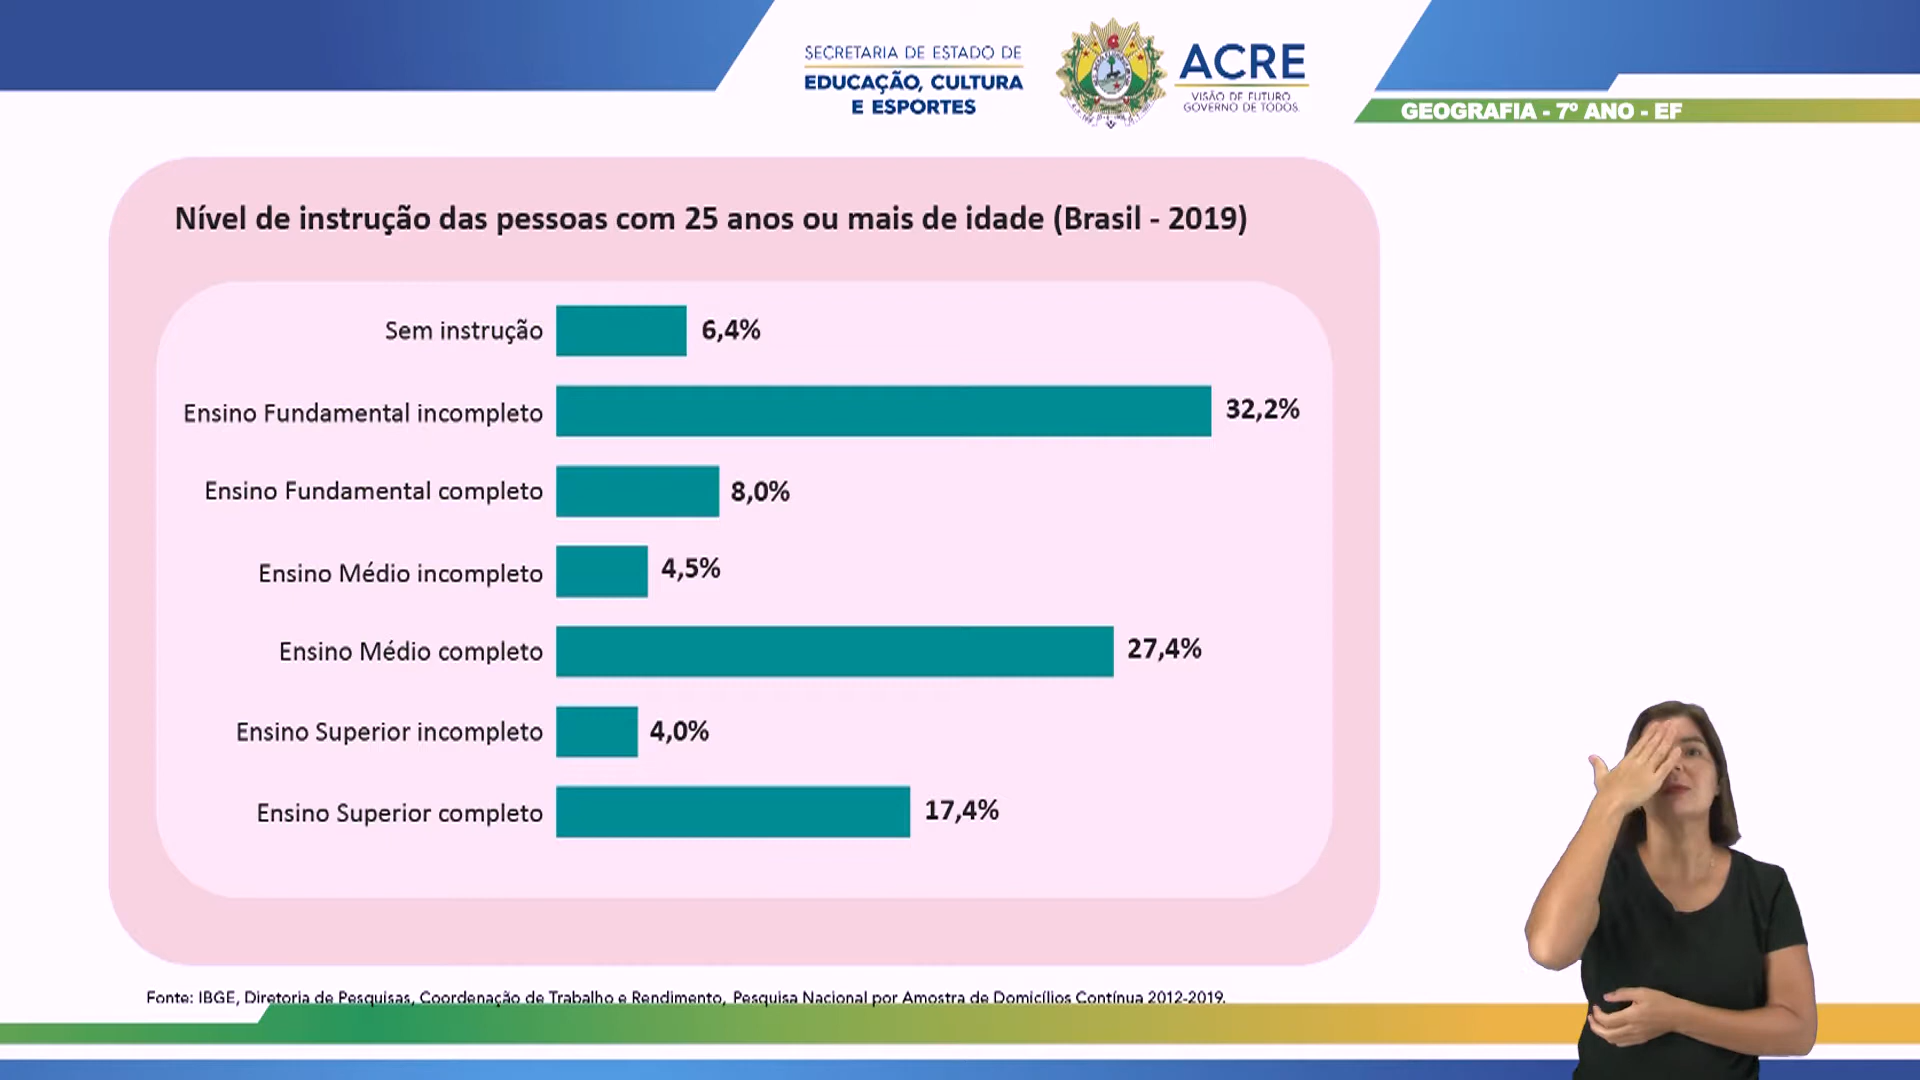 SECRETARIA DE ESTADO DE
EDUCAÇÃO, CULTURA
E ESPORTES
ACRE
VISÃO DE FUTURO
GOVERNO DE TODOS
GEOGRAFIA - 7º ANO - EF
Nível de instrução das pessoas com 25 anos ou mais de idade (Brasil - 2019)
Sem instrução 6,4%
Ensino Fundamental incompleto 32,2%
Ensino Fundamental completo 8,0%
Ensino Médio incompleto 4,5%
Ensino Médio completo 27,4%
Ensino Superior incompleto 4,0%
Ensino Superior completo 17,4%
Fonte: IBGE, Diretoria de Pesquisas, Coordenação de Trabalho e Rendimento, Pesquisa Nacional por Amostra de Domicílios Contínua 2012-2019.